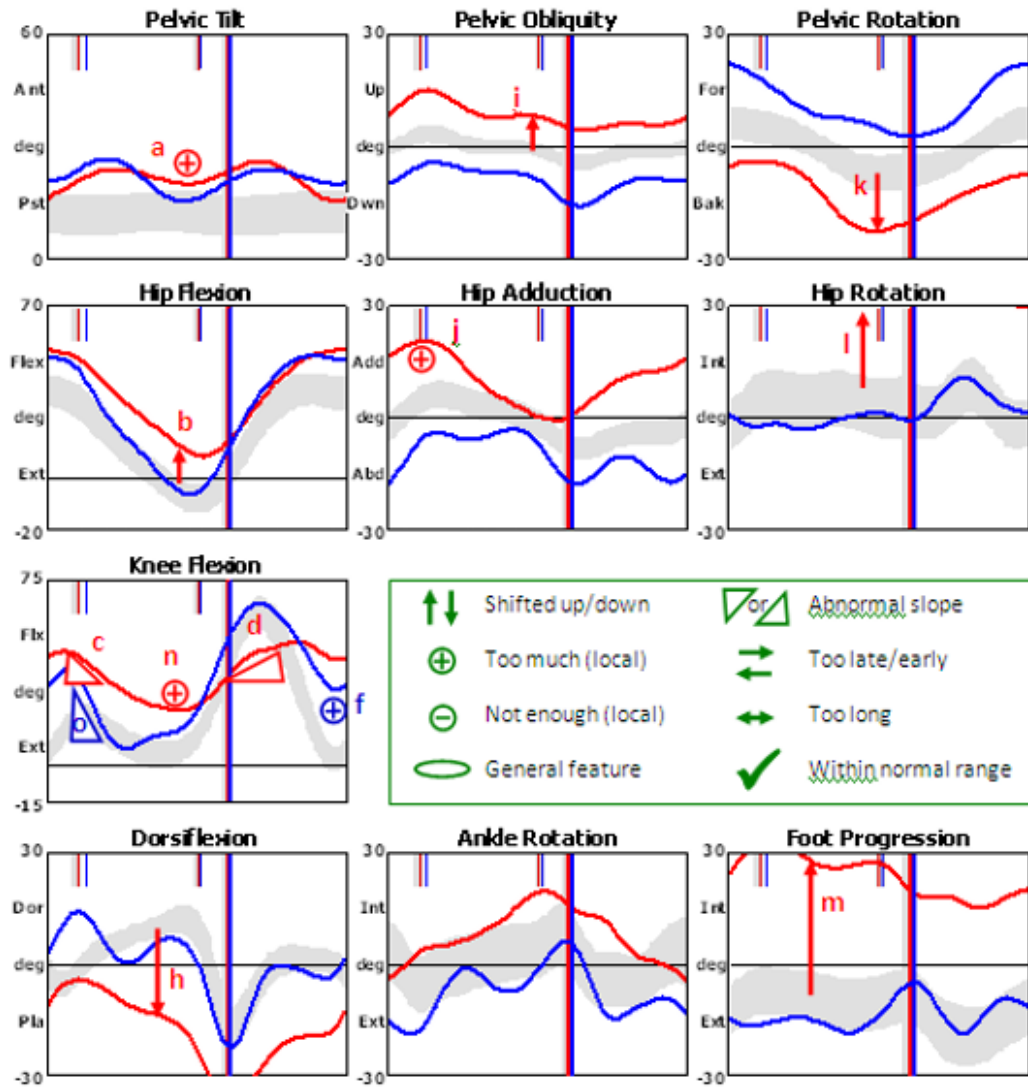 Pelvic Tilt
60
Ant
deg
Pst
0
a
Pelvic Obliquity
30
Up
Dwn
-30
i
Pelvic Rotation
30
For
deg
Bak
-30
k
Hip Flexion
70
Flex
deg
Ext
-20
b
Hip Adduction
30
Add
deg
Abd
-30
j
Hip Rotation
30
Int
deg
Ext
-30
l
Knee Flexion
75
Flx
deg
Ext
-15
c
n
d
o
f
Shifted up/down
or Abnormal slope
Too much (local)
Too late/early
Not enough (local)
Too long
General feature
Within normal range
Dorsiflexion
30
Dor
deg
Pla
-30
h
Ankle Rotation
30
Int
deg
Ext
-30
Foot Progression
30
Int
deg
Ext
-30
m